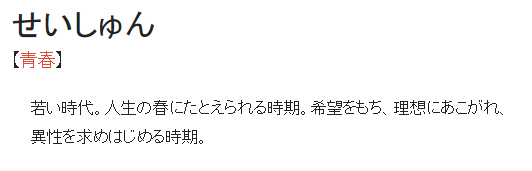 せいしゅん
【青春】
若い時代。人生の春にたとえられる時期。希望をもち、理想にあこがれ、
異性を求めはじめる時期。